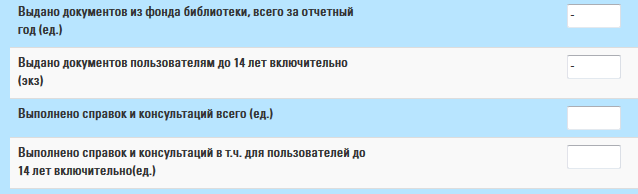 Выдано документов из фонда библиотеки, всего за отчетный
год (ед.)
-
Выдано документов пользователям до 14 лет включительно
(экз)
-
Выполнено справок и консультаций всего (ед.)
Выполнено справок и консультаций в т.ч. для пользователей до
14 лет включительно(ед.)